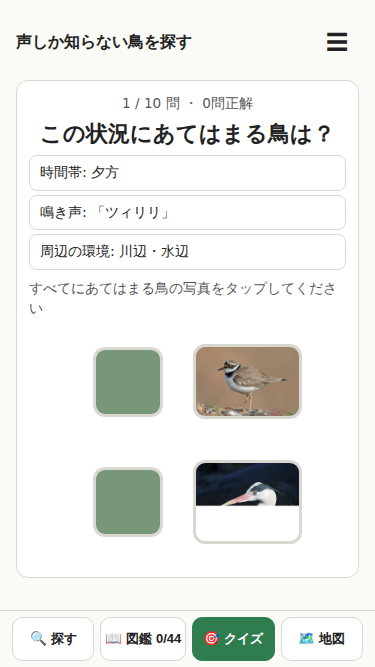 声しか知らない鳥を探す
1 / 10 問 ・ 0問正解
この状況にあてはまる鳥は？
時間帯: 夕方
鳴き声: 「ツィリリ」
周辺の環境: 川辺・水辺
すべてにあてはまる鳥の写真をタップしてくださ
い
探す
図鑑 0/44
クイズ
地図